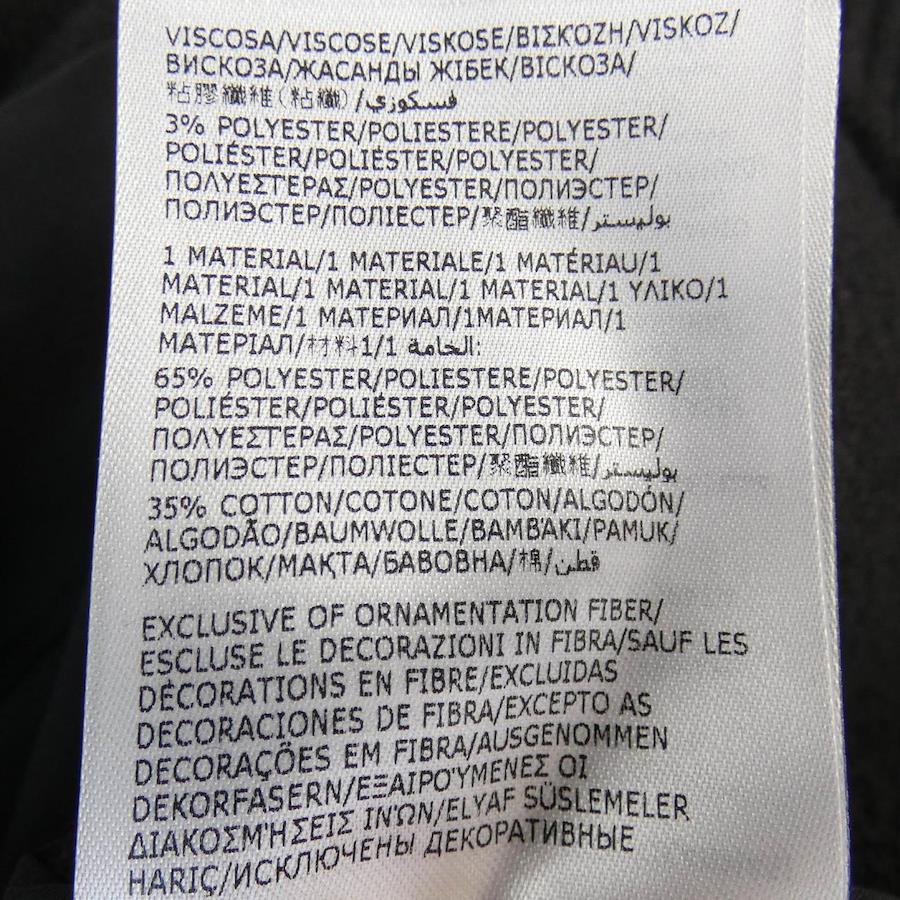 VISCOSA/VISCOSE/VISKOSE/ΒΙΣΚΌΖΗ/VISKOZ/
ВИСКОЗА/ЖАСАНДЫ ЖІБЕК/ВІСКОЗА/
粘膠纖維(粘纖)/فسكوزي
3% POLYESTER/POLIESTERE/POLYESTER/
POLIÉSTER/POLIÉSTER/POLYESTER/
ΠΟΛΥΕΣΤΕΡΑΣ/POLYESTER/ПОЛИЭСТЕР/
ПОЛИЭСТЕР/ПОЛІЕСТЕР/聚酯纖維/بوليستر
1 MATERIAL/1 MATERIALE/1 MATÉRIAU/1
MATERIAL/1 MATERIAL/1 MATERIAL/1 ΥΛΙΚΟ/1
MALZEME/1 МАТЕРИАЛ/1МАТЕРИАЛ/1
МАТЕРІАЛ/材料1/1 الخامة:
65% POLYESTER/POLIESTERE/POLYESTER/
POLIÉSTER/POLIÉSTER/POLYESTER/
ΠΟΛΥΕΣΤΕΡΑΣ/POLYESTER/ПОЛИЭСТЕР/
ПОЛИЭСТЕР/ПОЛІЕСТЕР/聚酯纖維/بوليستر
35% COTTON/COTONE/COTON/ALGODÓN/
ALGODÃO/BAUMWOLLE/ΒΑΜΒΆΚΙ/PAMUK/
ХЛОПОК/МАҚТА/БАВОВНА/棉/قطن
EXCLUSIVE OF ORNAMENTATION FIBER/
ESCLUSE LE DECORAZIONI IN FIBRA/SAUF LES
DÉCORATIONS EN FIBRE/EXCLUIDAS
DECORACIONES DE FIBRA/EXCEPTO AS
DECORAÇÕES EM FIBRA/AUSGENOMMEN
DEKORFASERN/ΕΞΑΙΡΟΎΜΕΝΕΣ ΟΙ
ΔΙΑΚΟΣΜΉΣΕΙΣ ΙΝΏΝ/ELYAF SÜSLEMELER
HARIÇ/ИСКЛЮЧЕНЫ ДЕКОРАТИВНЫЕ